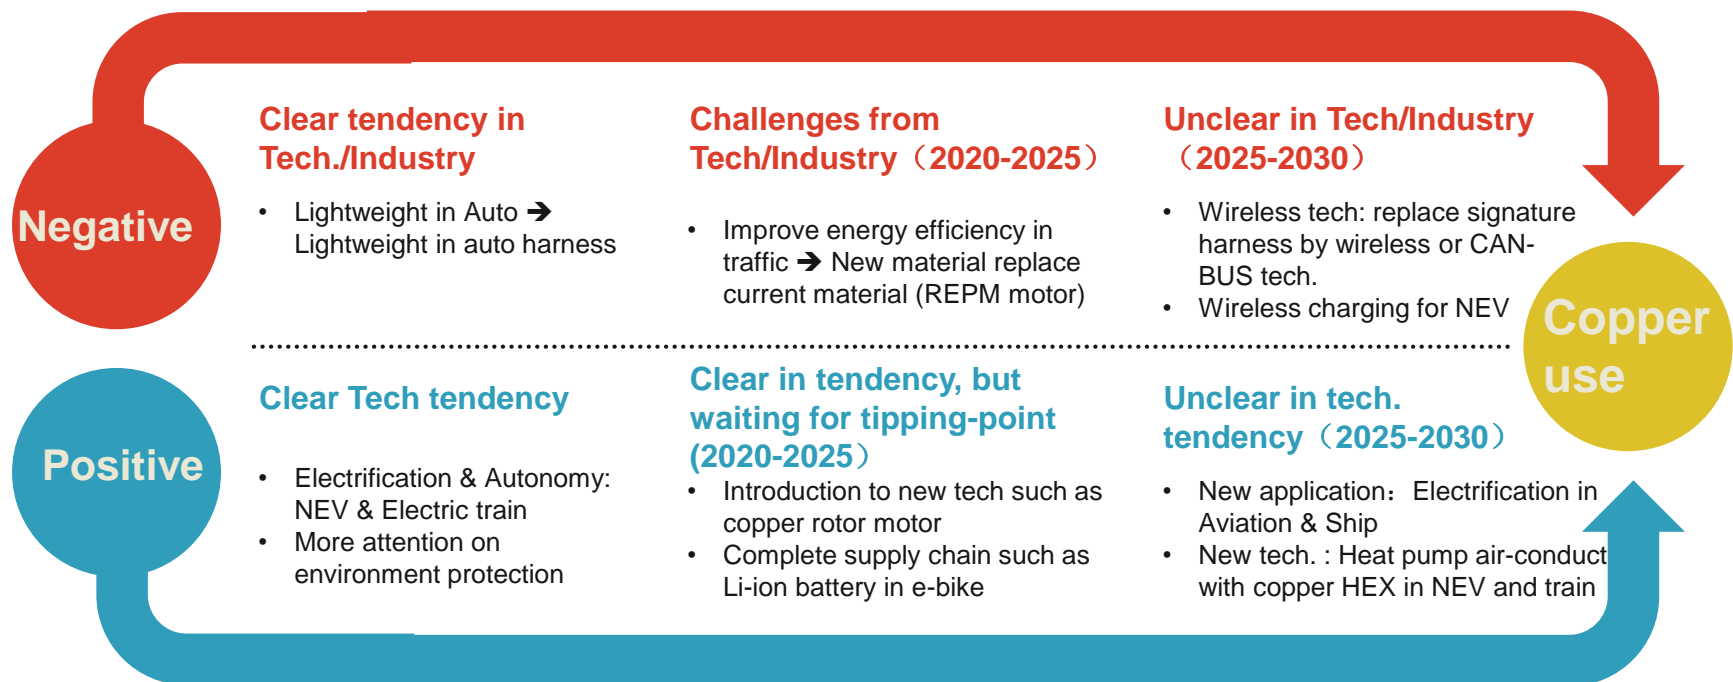 Negative
Clear tendency in
Tech./Industry
• Lightweight in Auto ➔
Lightweight in auto harness
Challenges from
Tech/Industry（2020-2025）
• Improve energy efficiency in
traffic ➔ New material replace
current material (REPM motor)
Unclear in Tech/Industry
（2025-2030）
• Wireless tech: replace signature
harness by wireless or CAN-
BUS tech.
• Wireless charging for NEV
Copper
use
Positive
Clear Tech tendency
• Electrification & Autonomy:
NEV & Electric train
• More attention on
environment protection
Clear in tendency, but
waiting for tipping-point
(2020-2025）
• Introduction to new tech such as
copper rotor motor
• Complete supply chain such as
Li-ion battery in e-bike
Unclear in tech.
tendency（2025-2030）
• New application：Electrification in
Aviation & Ship
• New tech. : Heat pump air-conduct
with copper HEX in NEV and train